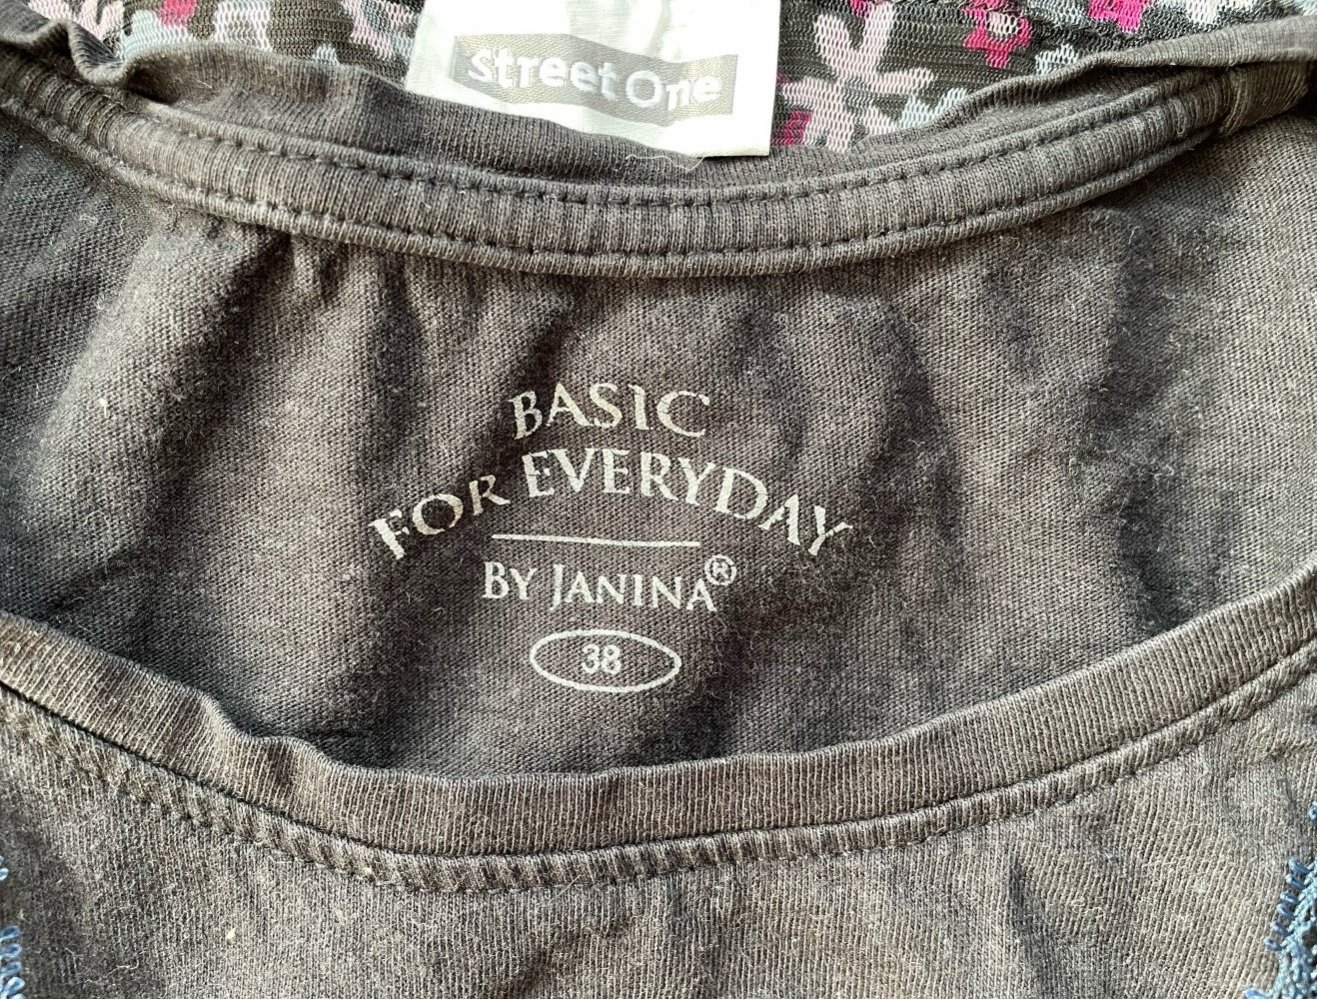 street One
BASIC
FOR EVERYDAY
BY JANINA®
38